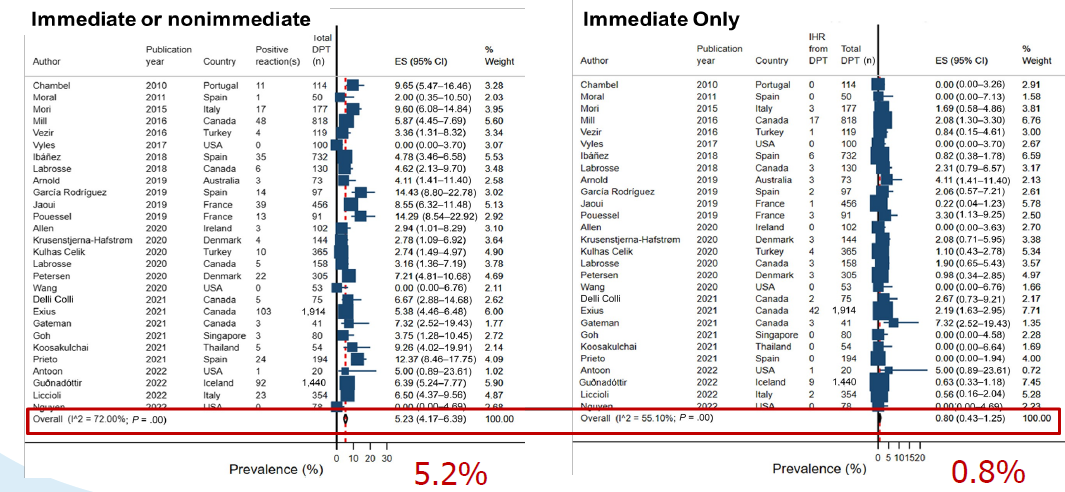 Immediate or nonimmediate
Author Publication year Country Positive reaction(s) Total DPT (n) ES (95% CI) % Weight
Chambel 2010 Portugal 11 114 9.65 (5.47-16.46) 3.28
Moral 2011 Spain 1 50 2.00 (0.35-10.50) 2.03
Mori 2015 Italy 17 177 9.60 (6.08-14.84) 3.95
Mill 2016 Canada 48 818 5.87 (4.45-7.69) 5.60
Vezir 2016 Turkey 4 119 3.36 (1.31-8.32) 3.34
Vyles 2017 USA 0 100 0.00 (0.00-3.70) 3.07
Ibáñez 2018 Spain 35 732 4.78 (3.46-6.58) 5.53
Labrosse 2018 Canada 6 130 4.62 (2.13-9.70) 3.48
Arnold 2019 Australia 3 73 4.11 (1.41-11.40) 2.58
García Rodríguez 2019 Spain 14 97 14.43 (8.80-22.78) 3.02
Jaoui 2019 France 39 456 8.55 (6.32-11.48) 5.13
Pouessel 2019 France 13 91 14.29 (8.54-22.92) 2.92
Allen 2020 Ireland 3 102 2.94 (1.01-8.29) 3.10
Krusenstjerna-Hafstrøm 2020 Denmark 4 144 2.78 (1.09-6.92) 3.64
Kulhas Celik 2020 Turkey 10 365 2.74 (1.49-4.97) 4.90
Labrosse 2020 Canada 5 158 3.16 (1.36-7.19) 3.78
Petersen 2020 Denmark 22 305 7.21 (4.81-10.68) 4.69
Wang 2020 USA 0 53 0.00 (0.00-6.76) 2.11
Delli Colli 2021 Canada 5 75 6.67 (2.88-14.68) 2.62
Exius 2021 Canada 103 1,914 5.38 (4.46-6.48) 6.00
Gateman 2021 Canada 3 41 7.32 (2.52-19.43) 1.77
Goh 2021 Singapore 3 80 3.75 (1.28-10.45) 2.72
Koosakulchai 2021 Thailand 5 54 9.26 (4.02-19.91) 2.14
Prieto 2021 Spain 24 194 12.37 (8.46-17.75) 4.09
Antoon 2022 USA 1 20 5.00 (0.89-23.61) 1.02
Guðnadóttir 2022 Iceland 92 1,440 6.39 (5.24-7.77) 5.90
Liccioli 2022 Italy 23 354 6.50 (4.37-9.56) 4.87
Nguyen 2022 USA 0 78 0.00 (0.00-4.69) 2.68
Overall (I^2 = 72.00%; P = .00) 5.23 (4.17-6.39) 100.00
0 10 20 30
Prevalence (%)
5.2%
Immediate Only
Author Publication year Country IHR from DPT Total DPT (n) ES (95% CI) % Weight
Chambel 2010 Portugal 0 114 0.00 (0.00-3.26) 2.91
Moral 2011 Spain 0 50 0.00 (0.00-7.13) 1.58
Mori 2015 Italy 3 177 1.69 (0.58-4.86) 3.81
Mill 2016 Canada 17 818 2.08 (1.30-3.30) 6.76
Vezir 2016 Turkey 1 119 0.84 (0.15-4.61) 3.00
Vyles 2017 USA 0 100 0.00 (0.00-3.70) 2.67
Ibáñez 2018 Spain 6 732 0.82 (0.38-1.78) 6.59
Labrosse 2018 Canada 3 130 2.31 (0.79-6.57) 3.17
Arnold 2019 Australia 3 73 4.11 (1.41-11.40) 2.13
García Rodríguez 2019 Spain 2 97 2.06 (0.57-7.21) 2.61
Jaoui 2019 France 1 456 0.22 (0.04-1.23) 5.78
Pouessel 2019 France 3 91 3.30 (1.13-9.25) 2.50
Allen 2020 Ireland 0 102 0.00 (0.00-3.63) 2.70
Krusenstjerna-Hafstrøm 2020 Denmark 3 144 2.08 (0.71-5.95) 3.38
Kulhas Celik 2020 Turkey 4 365 1.10 (0.43-2.78) 5.34
Labrosse 2020 Canada 3 158 1.90 (0.65-5.43) 3.57
Petersen 2020 Denmark 3 305 0.98 (0.34-2.85) 4.97
Wang 2020 USA 0 53 0.00 (0.00-6.76) 1.66
Delli Colli 2021 Canada 2 75 2.67 (0.73-9.21) 2.17
Exius 2021 Canada 42 1,914 2.19 (1.63-2.95) 7.71
Gateman 2021 Canada 3 41 7.32 (2.52-19.43) 1.35
Goh 2021 Singapore 0 80 0.00 (0.00-4.58) 2.28
Koosakulchai 2021 Thailand 0 54 0.00 (0.00-6.64) 1.69
Prieto 2021 Spain 0 194 0.00 (0.00-1.94) 4.00
Antoon 2022 USA 1 20 5.00 (0.89-23.61) 0.72
Guðnadóttir 2022 Iceland 9 1,440 0.63 (0.33-1.18) 7.45
Liccioli 2022 Italy 2 354 0.56 (0.16-2.04) 5.28
Nguyen 2022 USA 0 78 0.00 (0.00-4.69) 2.23
Overall (I^2 = 55.10%; P = .00) 0.80 (0.43-1.25) 100.00
0 5 10 15 20
Prevalence (%)
0.8%